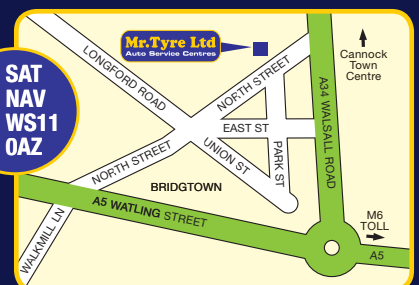 Mr.Tyre Ltd
Auto Service Centres
Cannock
Town
Centre
SAT
NAV
WS11
0AZ
LONGFORD ROAD
NORTH STREET
A34 WALSALL ROAD
EAST ST
UNION ST
PARK ST
NORTH STREET
BRIDGTOWN
A5 WATLING STREET
WALKMILL LN
M6
TOLL
A5